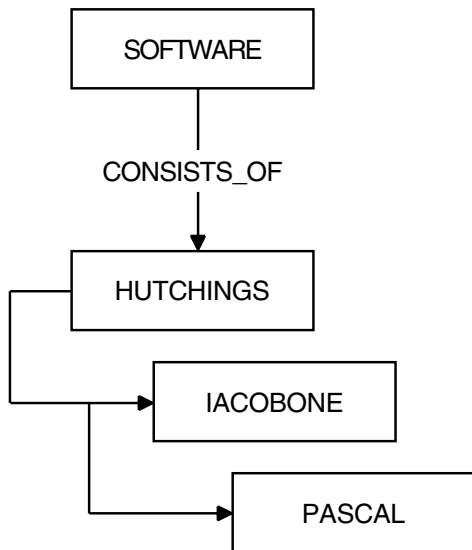 SOFTWARE
CONSISTS_OF
HUTCHINGS
IACOBONE
PASCAL